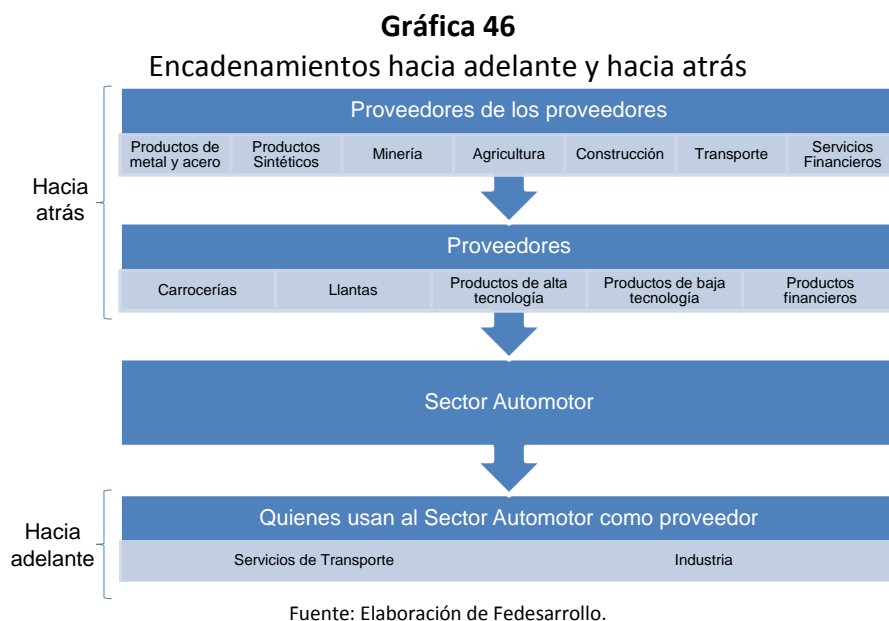 Gráfica 46
Encadenamientos hacia adelante y hacia atrás
Proveedores de los proveedores
Productos de
metal y acero
Productos
Sintéticos
Minería
Agricultura
Construcción
Transporte
Servicios
Financieros
Hacia
atrás
Proveedores
Carrocerías
Llantas
Productos de alta
tecnología
Productos de baja
tecnología
Productos
financieros
Sector Automotor
Quienes usan al Sector Automotor como proveedor
Hacia
adelante
Servicios de Transporte
Industria
Fuente: Elaboración de Fedesarrollo.